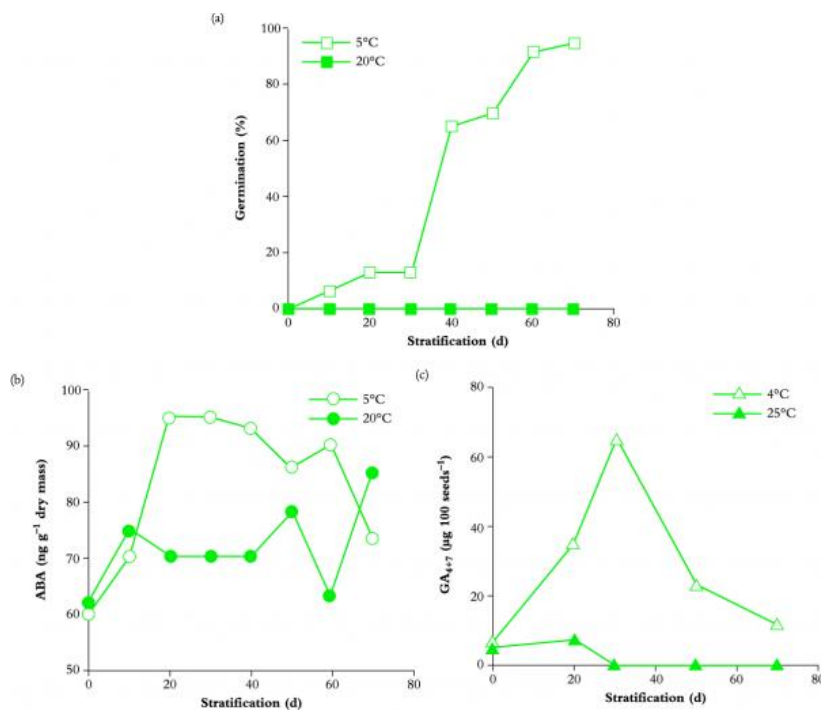 (a)
100
80
60
40
20
0
Germination (%)
5°C
20°C
0 20 40 60 80
Stratification (d)
(b)
100
90
80
70
60
50
ABA (ng g⁻¹ dry mass)
5°C
20°C
0 20 40 60 80
Stratification (d)
(c)
80
60
40
20
0
GA₄₊₇ (µg 100 seeds⁻¹)
4°C
25°C
0 20 40 60 80
Stratification (d)